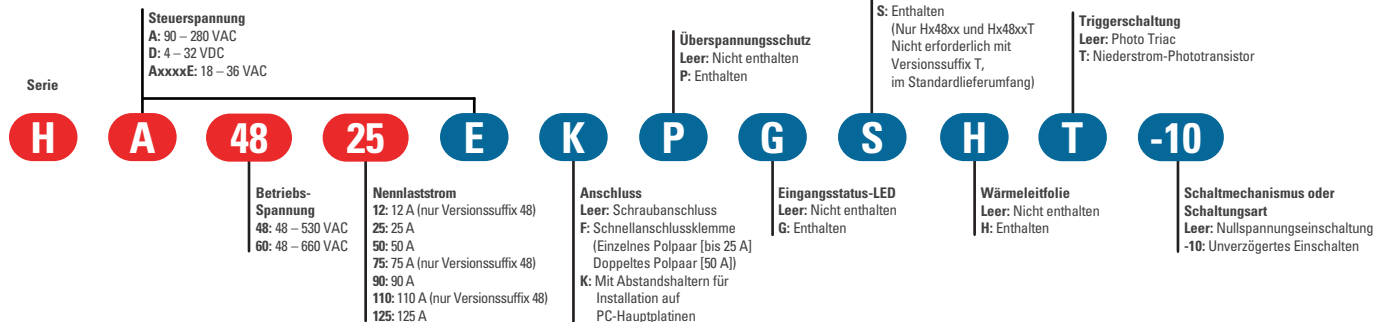 Steuerspannung
A: 90 – 280 VAC
D: 4 – 32 VDC
AxxxxE: 18 – 36 VAC
Überspannungsschutz
Leer: Nicht enthalten
P: Enthalten
S: Enthalten
(Nur Hx48xx und Hx48xxT
Nicht erforderlich mit
Versionssuffix T,
im Standardlieferumfang)
Triggerschaltung
Leer: Photo Triac
T: Niederstrom-Phototransistor
Serie
H A 48 25 E K P G S H T -10
Betriebs-
Spannung
48: 48 – 530 VAC
60: 48 – 660 VAC
Nennlaststrom
12: 12 A (nur Versionssuffix 48)
25: 25 A
50: 50 A
75: 75 A (nur Versionssuffix 48)
90: 90 A
110: 110 A (nur Versionssuffix 48)
125: 125 A
Anschluss
Leer: Schraubanschluss
F: Schnellanschlussklemme
(Einzelnes Polpaar [bis 25 A]
Doppeltes Polpaar [50 A])
K: Mit Abstandshaltern für
Installation auf
PC-Hauptplatinen
Eingangsstatus-LED
Leer: Nicht enthalten
G: Enthalten
Wärmeleitfolie
Leer: Nicht enthalten
H: Enthalten
Schaltmechanismus oder
Schaltungsart
Leer: Nullspannungseinschaltung
-10: Unverzögertes Einschalten